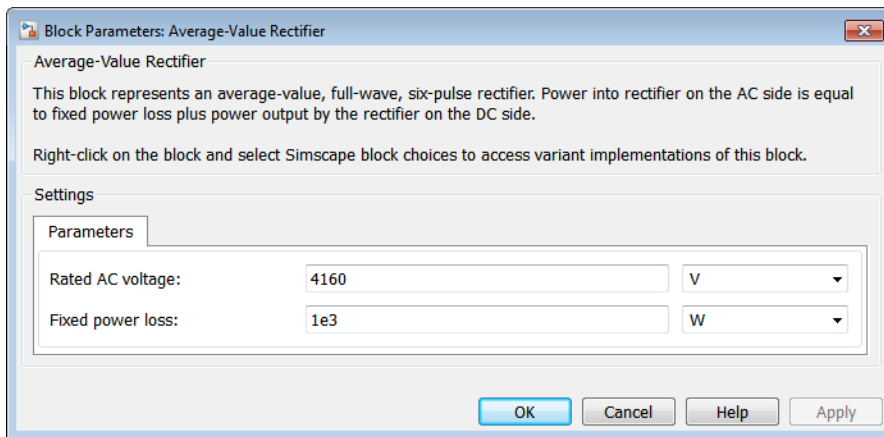 Block Parameters: Average-Value Rectifier
Average-Value Rectifier
This block represents an average-value, full-wave, six-pulse rectifier. Power into rectifier on the AC side is equal
to fixed power loss plus power output by the rectifier on the DC side.
Right-click on the block and select Simscape block choices to access variant implementations of this block.
Settings
Parameters
Rated AC voltage: 4160 V
Fixed power loss: 1e3 W
OK Cancel Help Apply